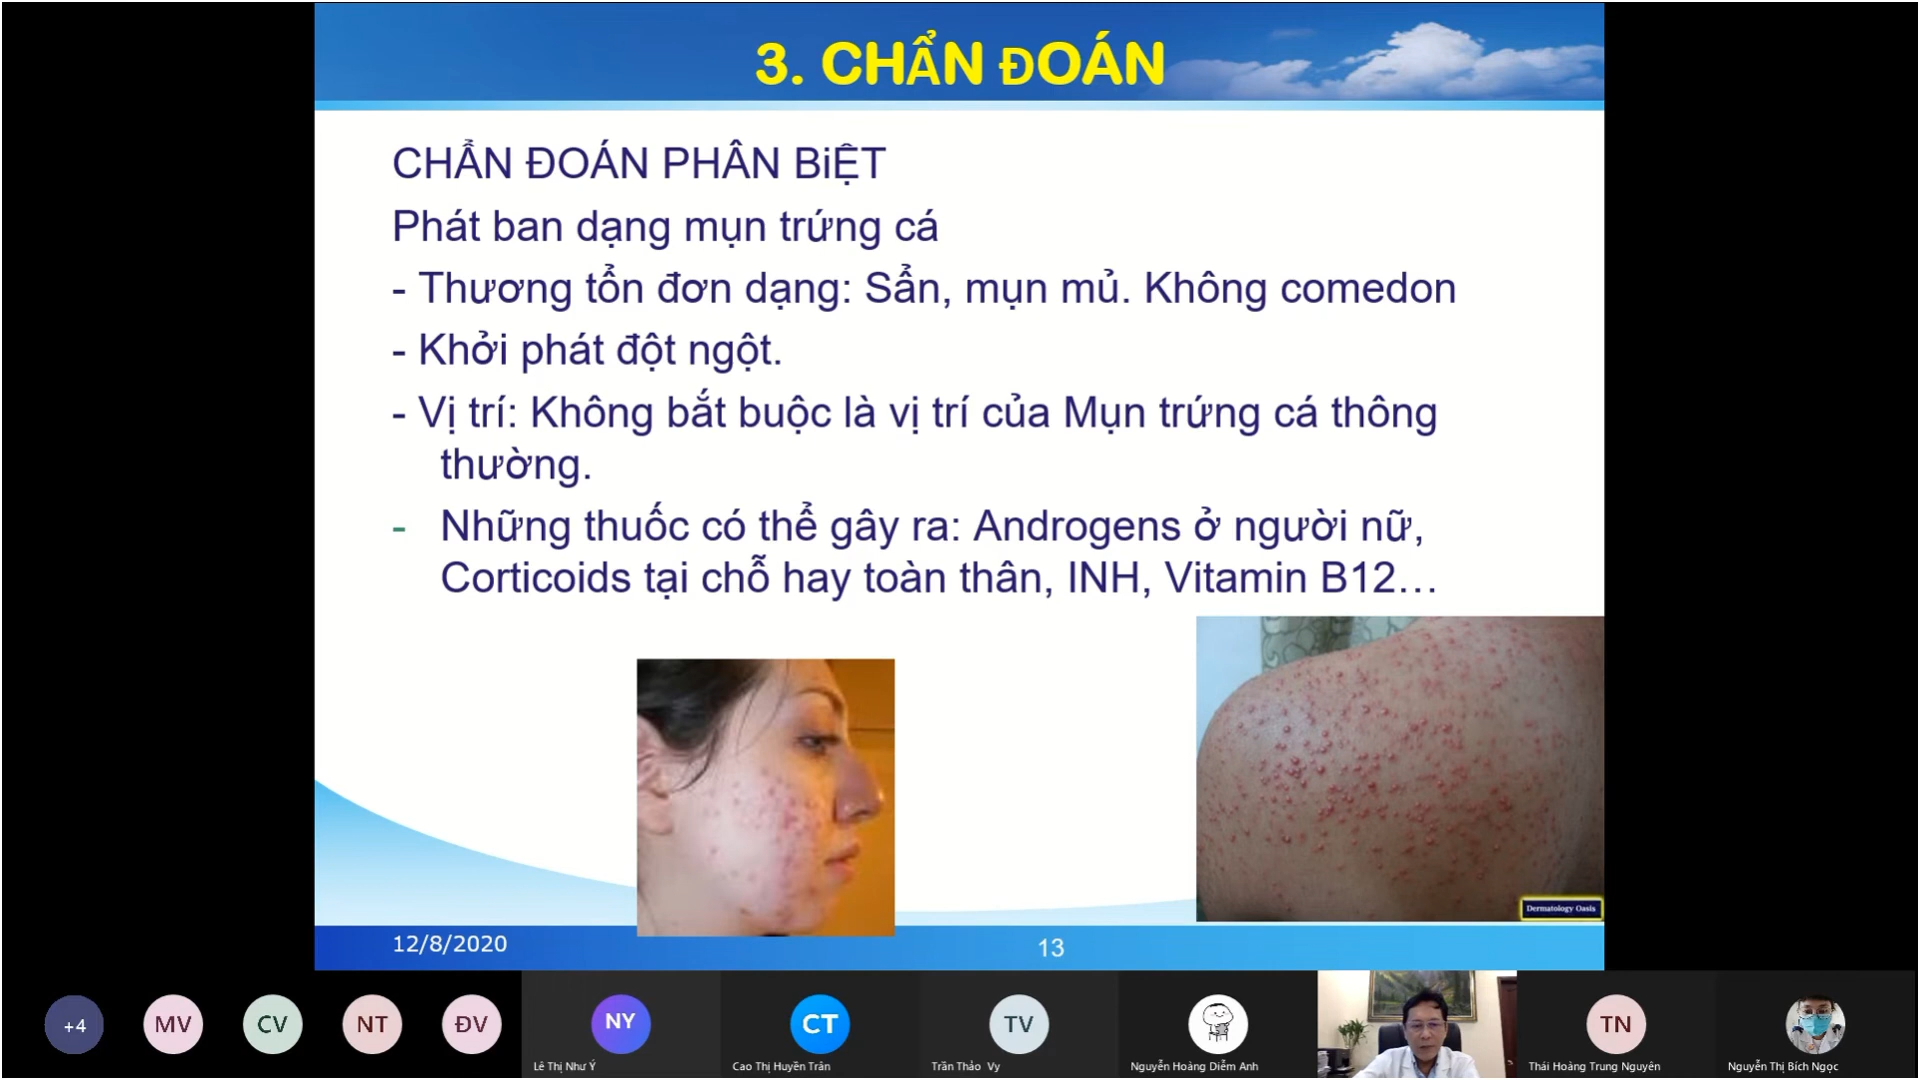 3. CHẨN ĐOÁN
CHẨN ĐOÁN PHÂN BiỆT
Phát ban dạng mụn trứng cá
- Thương tổn đơn dạng: Sẩn, mụn mủ. Không comedon
- Khởi phát đột ngột.
- Vị trí: Không bắt buộc là vị trí của Mụn trứng cá thông
thường.
- Những thuốc có thể gây ra: Androgens ở người nữ,
Corticoids tại chỗ hay toàn thân, INH, Vitamin B12…
Dermatology Oasis
12/8/2020
13
+4
MV
CV
NT
ĐV
NY
CT
TV
TN
Lê Thị Như Ý
Cao Thị Huyền Trân
Trần Thảo Vy
Nguyễn Hoàng Diễm Anh
Thái Hoàng Trung Nguyên
Nguyễn Thị Bích Ngọc